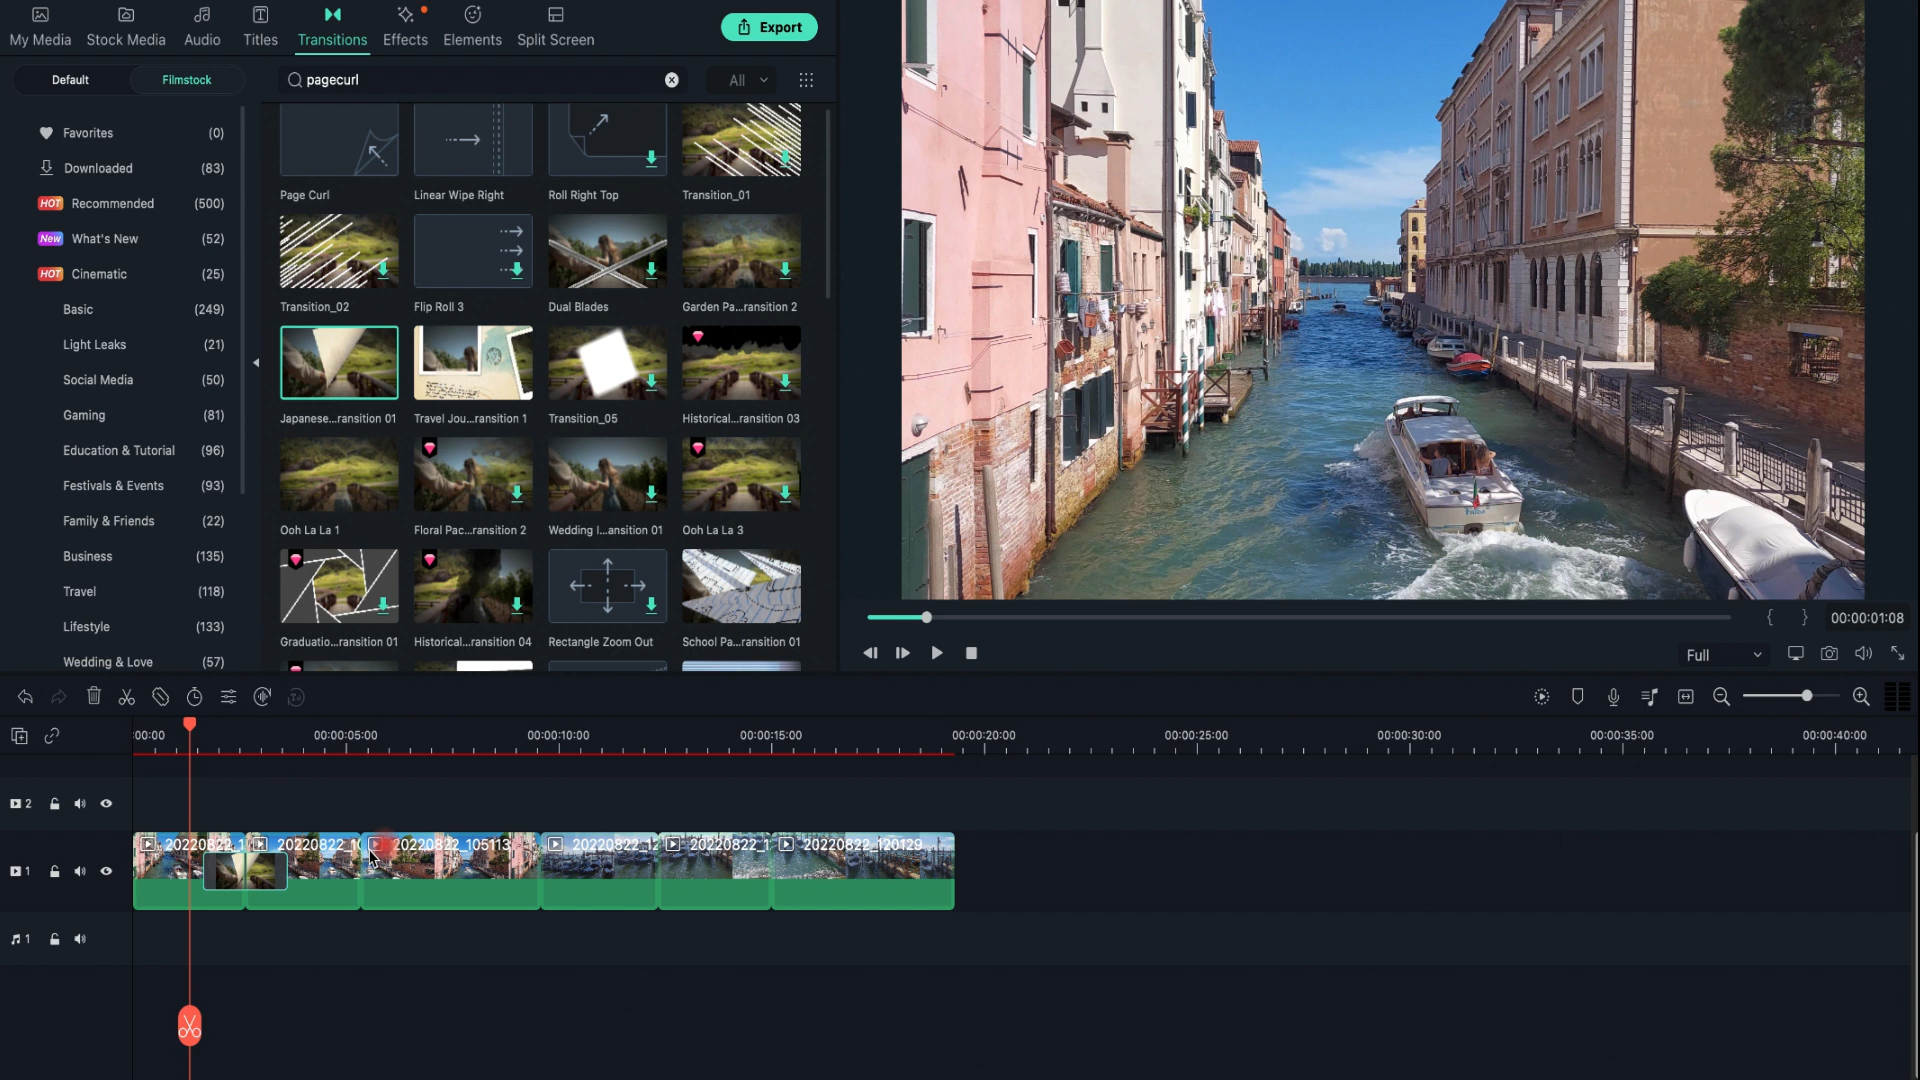 My Media
Stock Media
Audio
Titles
Transitions
Effects
Elements
Split Screen
Export
Default
Filmstock
pagecurl
All
Favorites (0)
Downloaded (83)
HOT Recommended (500)
New What's New (52)
HOT Cinematic (25)
Basic (249)
Light Leaks (21)
Social Media (50)
Gaming (81)
Education & Tutorial (96)
Festivals & Events (93)
Family & Friends (22)
Business (135)
Travel (118)
Lifestyle (133)
Wedding & Love (57)
Page Curl
Linear Wipe Right
Roll Right Top
Transition_01
Transition_02
Flip Roll 3
Dual Blades
Garden Pa...ransition 2
Japanese...ransition 01
Travel Jou...ransition 1
Transition_05
Historical...ransition 03
Ooh La La 1
Floral Pac...ransition 2
Wedding I...ansition 01
Ooh La La 3
Graduatio...ransition 01
Historical...ransition 04
Rectangle Zoom Out
School Pa...ransition 01
{ } 00:00:01:08
Full
:00:00
00:00:05:00
00:00:10:00
00:00:15:00
00:00:20:00
00:00:25:00
00:00:30:00
00:00:35:00
00:00:40:00
2
20220822_1
20220822_10
20220822_105113
20220822_12
20220822_1
20220822_120129
1
1